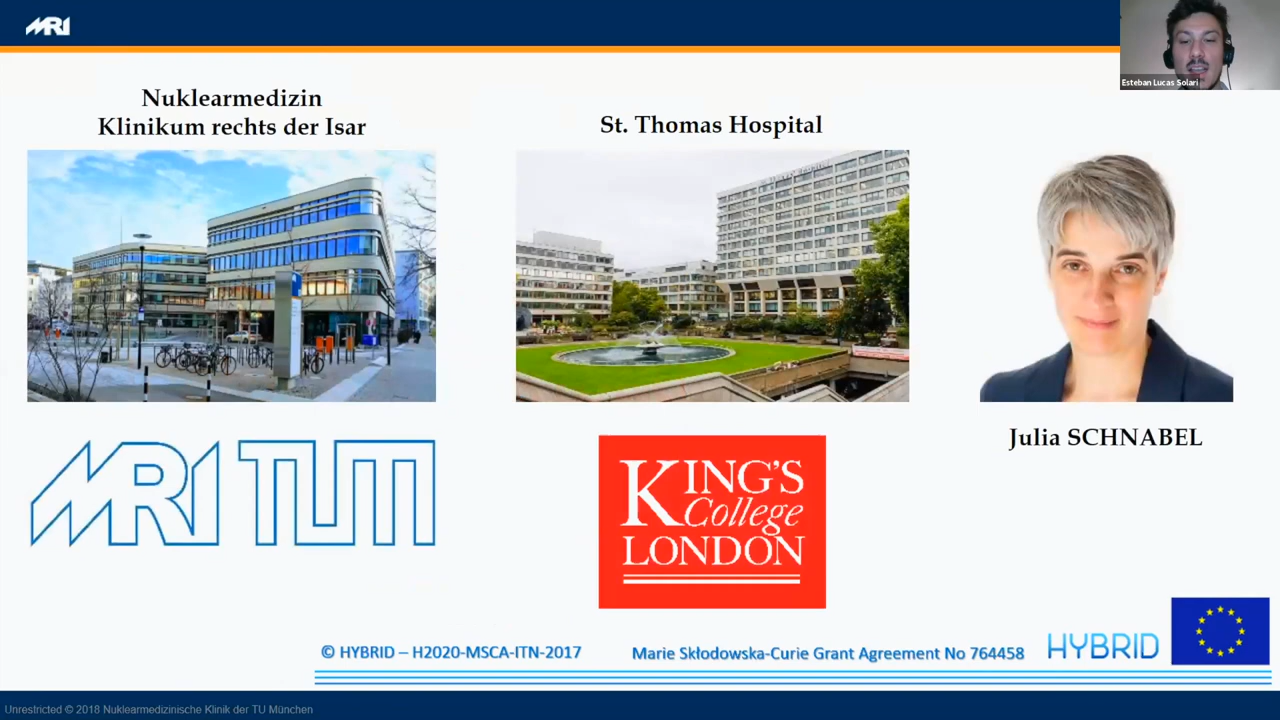 MRI
Esteban Lucas Solari
Nuklearmedizin
Klinikum rechts der Isar
St. Thomas Hospital
Julia SCHNABEL
MRI TUM
KING'S
College
LONDON
© HYBRID – H2020-MSCA-ITN-2017
Marie Skłodowska-Curie Grant Agreement No 764458
HYBRID
Unrestricted © 2018 Nuklearmedizinische Klinik der TU München